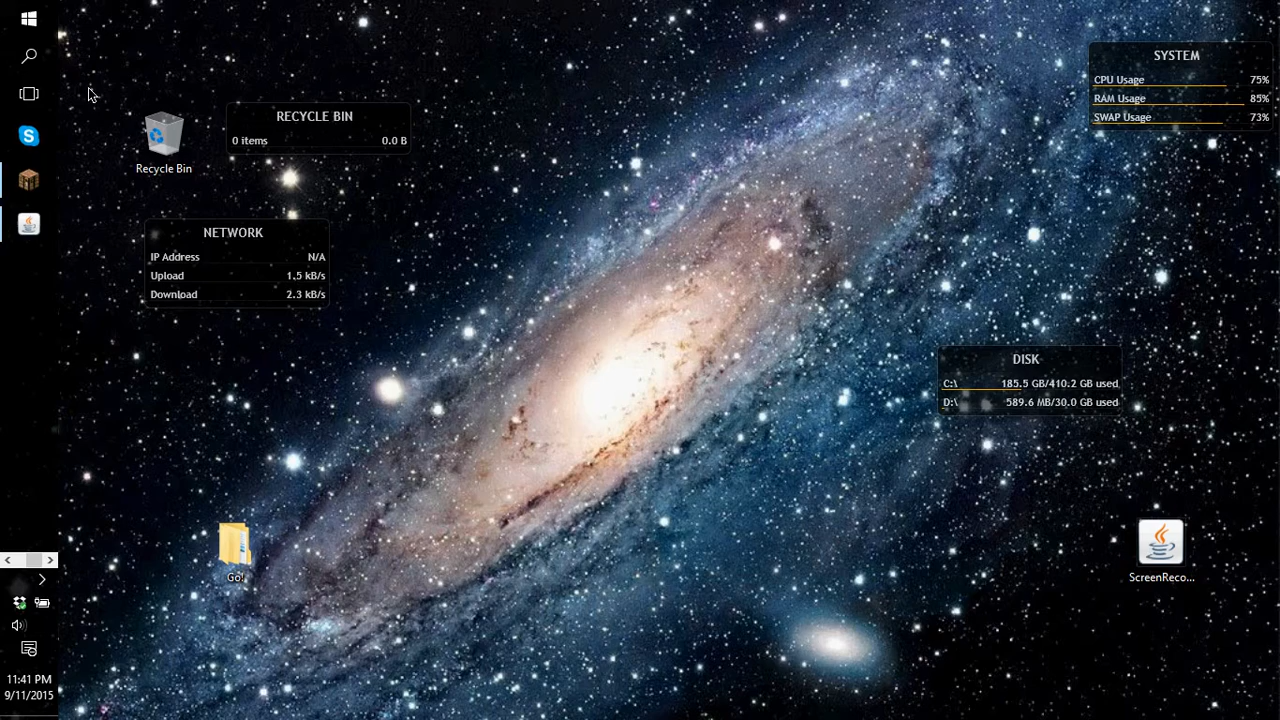 SYSTEM
CPU Usage 75%
RAM Usage 85%
SWAP Usage 73%
RECYCLE BIN
0 items 0.0 B
Recycle Bin
NETWORK
IP Address N/A
Upload 1.5 kB/s
Download 2.3 kB/s
DISK
C:\ 185.5 GB/410.2 GB used
D:\ 589.6 MB/30.0 GB used
Go!
ScreenReco...
11:41 PM
9/11/2015